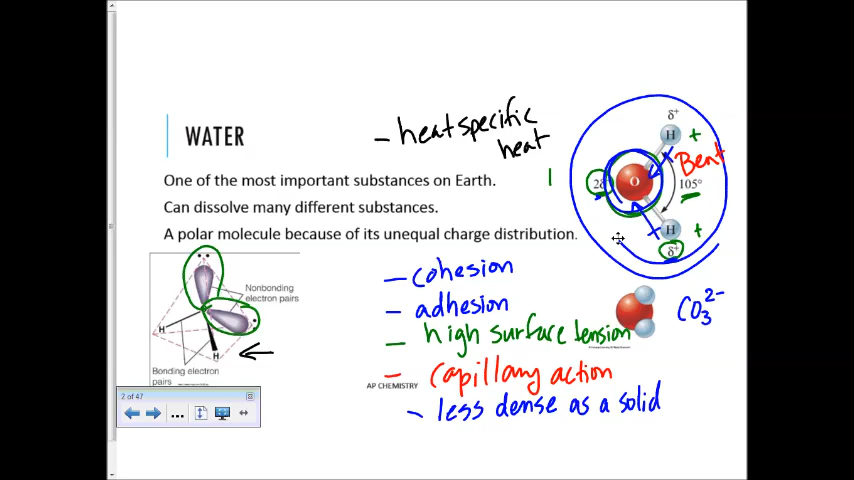 WATER
- heat specific
heat
One of the most important substances on Earth.
Can dissolve many different substances.
A polar molecule because of its unequal charge distribution.
δ+
H +
Bent
O
105°
H +
δ+
- cohesion
- adhesion
- high surface tension
- capillary action
- less dense as a solid
CO3 2-
Nonbonding
electron pairs
H
H
Bending electron
pairs
AP CHEMISTRY
2 of 47